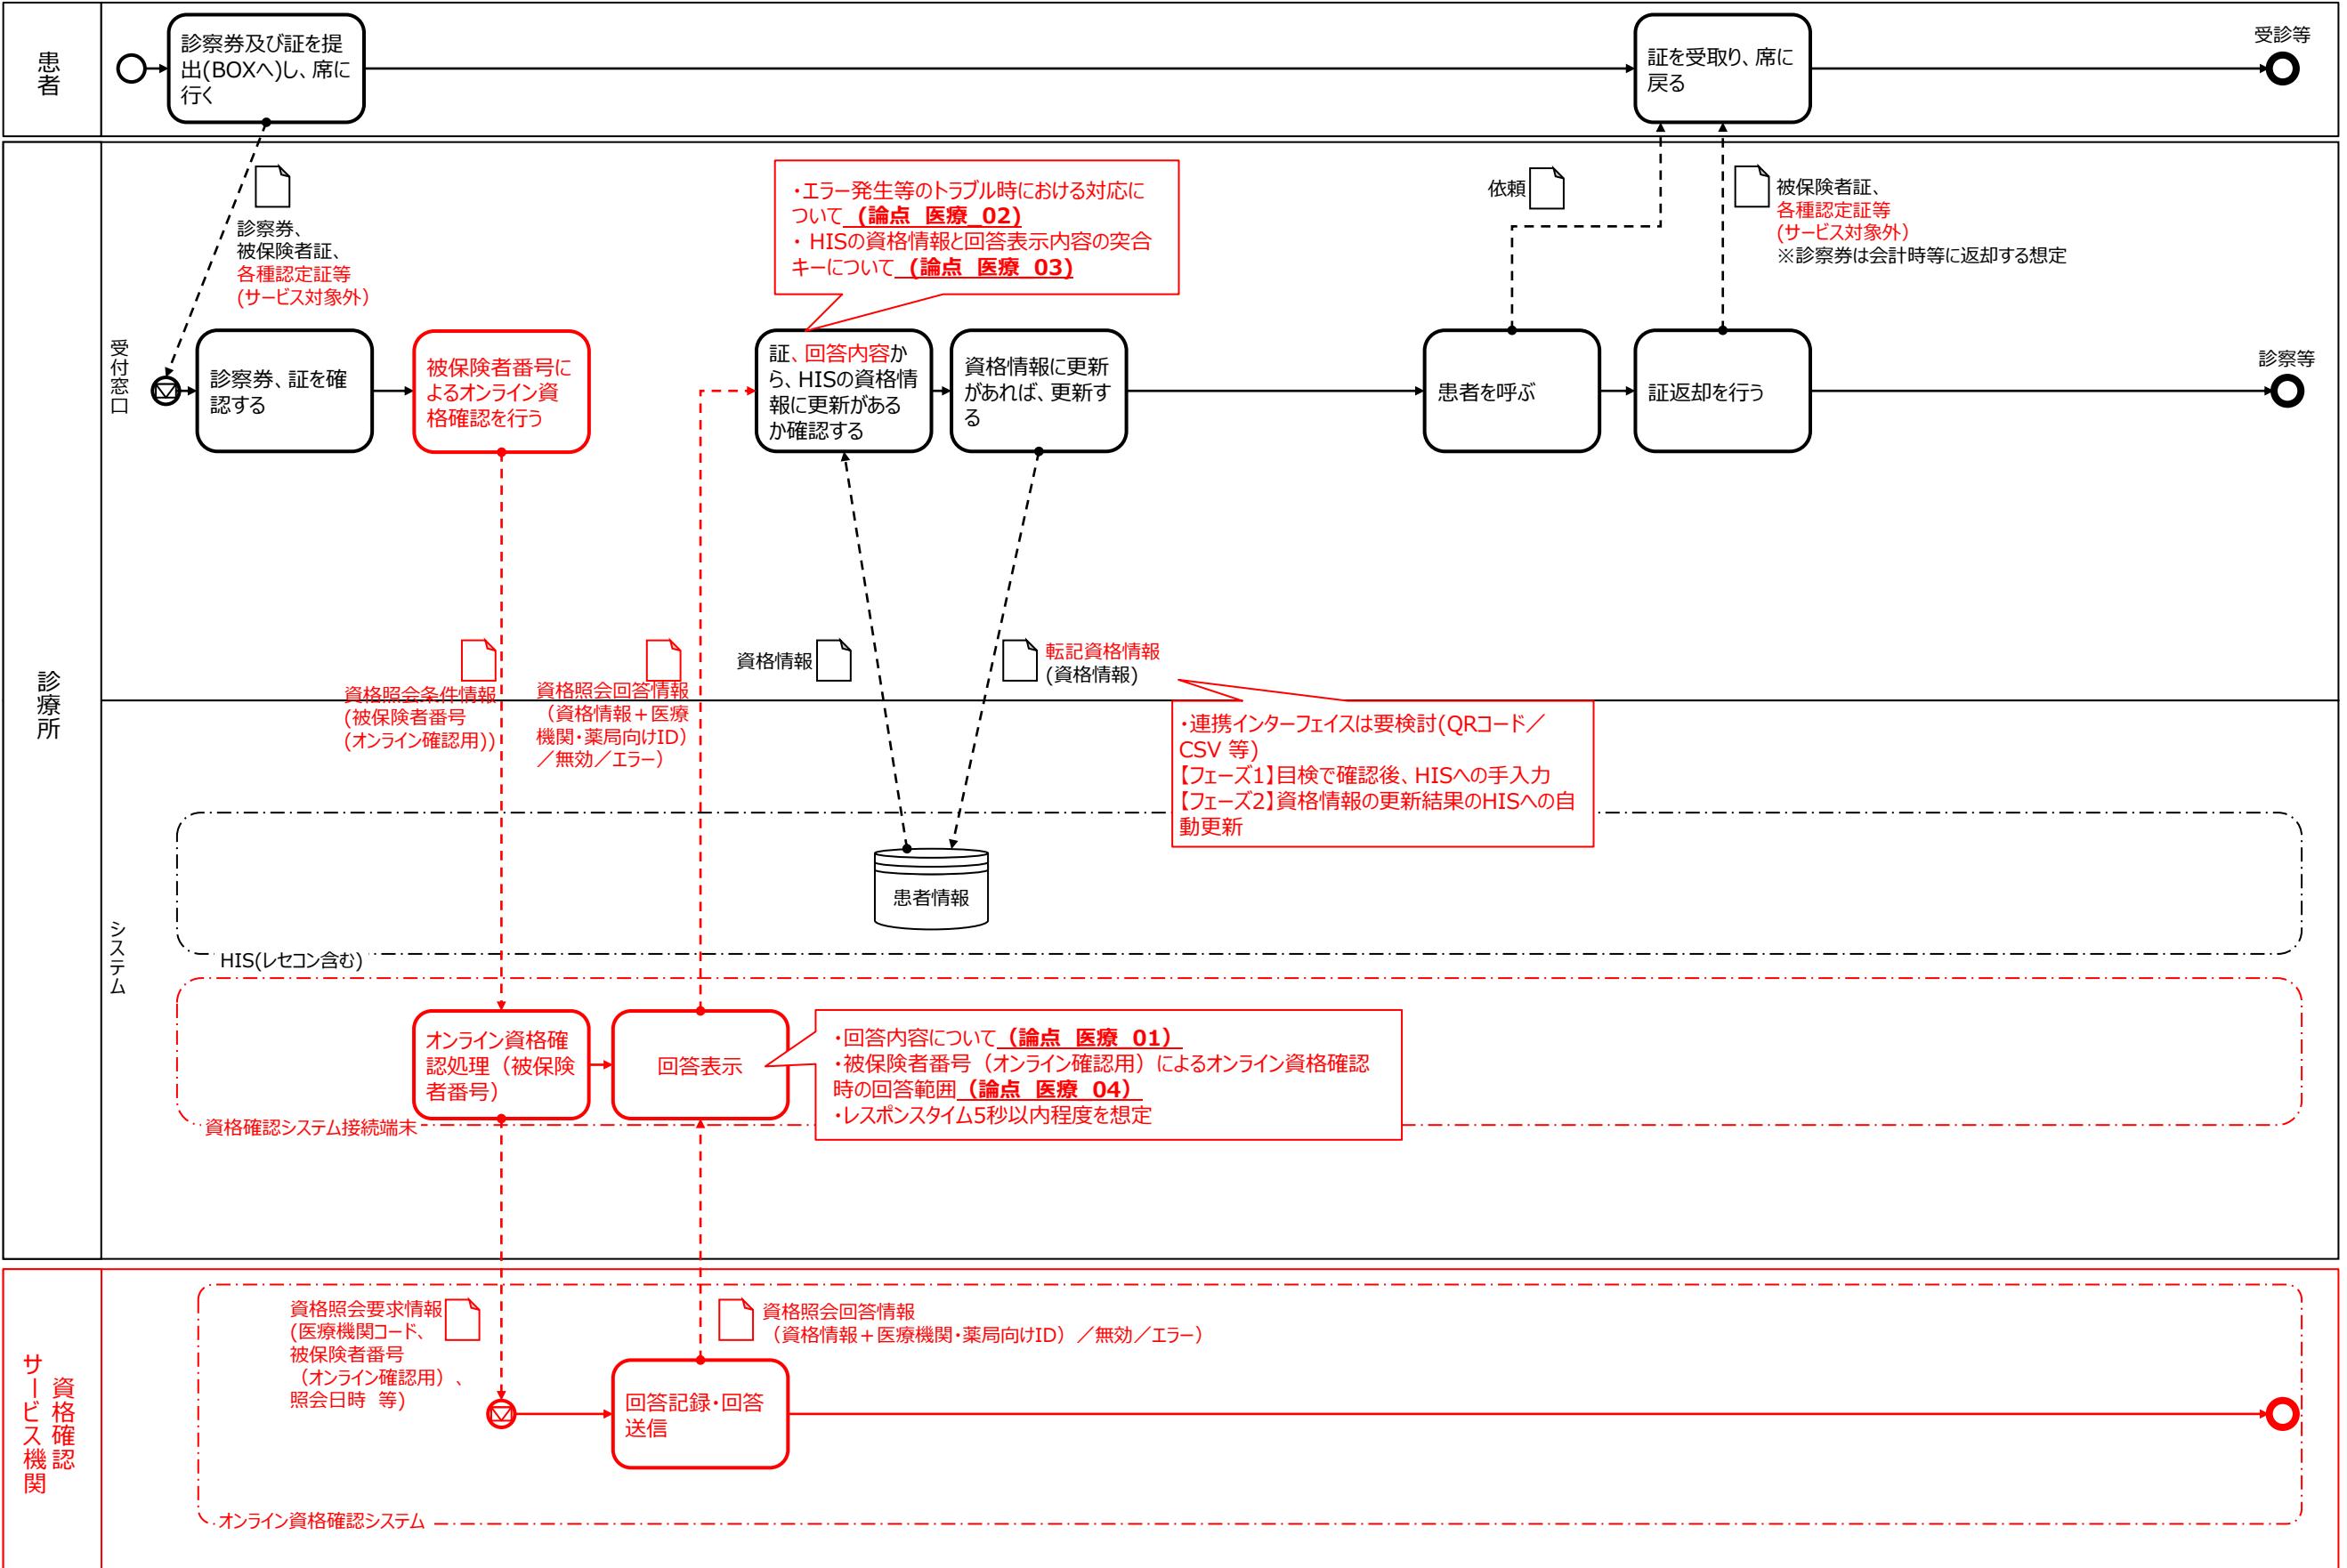 患者
診察券及び証を提
出(BOXへ)し、席に
行く
証を受取り、席に
戻る
受診等
診療所
受付窓口
診察券、
被保険者証、
各種認定証等
(サービス対象外)
・エラー発生等のトラブル時における対応に
ついて (論点 医療_02)
・ HISの資格情報と回答表示内容の突合
キーについて (論点 医療 03)
依頼
被保険者証、
各種認定証等
(サービス対象外)
※診察券は会計時等に返却する想定
診察券、証を確
認する
被保険者番号に
よるオンライン資
格確認を行う
証、回答内容か
ら、HISの資格情
報に更新がある
か確認する
資格情報に更新
があれば、更新す
る
患者を呼ぶ
証返却を行う
診察等
資格照会条件情報
(被保険者番号
(オンライン確認用))
資格照会回答情報
(資格情報+医療
機関・薬局向けID)
/無効/エラー)
資格情報
転記資格情報
(資格情報)
・連携インターフェイスは要検討(QRコード/
CSV 等)
【フェーズ1】目検で確認後、HISへの手入力
【フェーズ2】資格情報の更新結果のHISへの自
動更新
システム
患者情報
HIS(レセコン含む)
オンライン資格確
認処理(被保険
者番号)
回答表示
・回答内容について (論点 医療 01)
・被保険者番号(オンライン確認用)によるオンライン資格確認
時の回答範囲 (論点 医療 04)
・レスポンスタイム5秒以内程度を想定
資格確認システム接続端末
資格確認
サービス機関
資格照会要求情報
(医療機関コード、
被保険者番号
(オンライン確認用)、
照会日時 等)
資格照会回答情報
(資格情報+医療機関・薬局向けID)/無効/エラー)
回答記録・回答
送信
オンライン資格確認システム